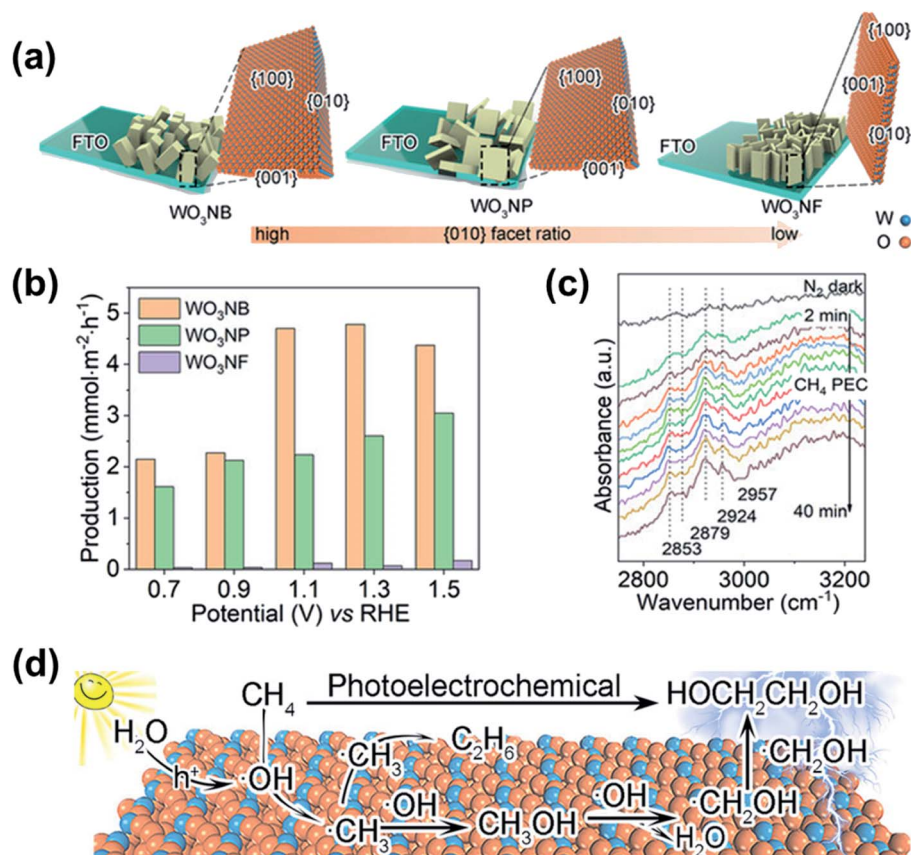 (a)
{100}
{010}
{001}
FTO
WO₃NB
{100}
{010}
{001}
FTO
WO₃NP
{100}
{001}
{010}
FTO
WO₃NF
high {010} facet ratio low
W
O
(b)
Production (mmol·m⁻²·h⁻¹)
5
4
3
2
1
0
WO₃NB
WO₃NP
WO₃NF
0.7 0.9 1.1 1.3 1.5
Potential (V) vs RHE
(c)
Absorbance (a.u.)
N₂ dark
2 min
CH₄ PEC
40 min
2957
2924
2879
2853
2800 3000 3200
Wavenumber (cm⁻¹)
(d)
CH₄ Photoelectrochemical HOCH₂CH₂OH
H₂O
h⁺
·OH
·CH₃
C₂H₆
·CH₂OH
·OH
·OH
·CH₃
CH₃OH
H₂O
·CH₂OH